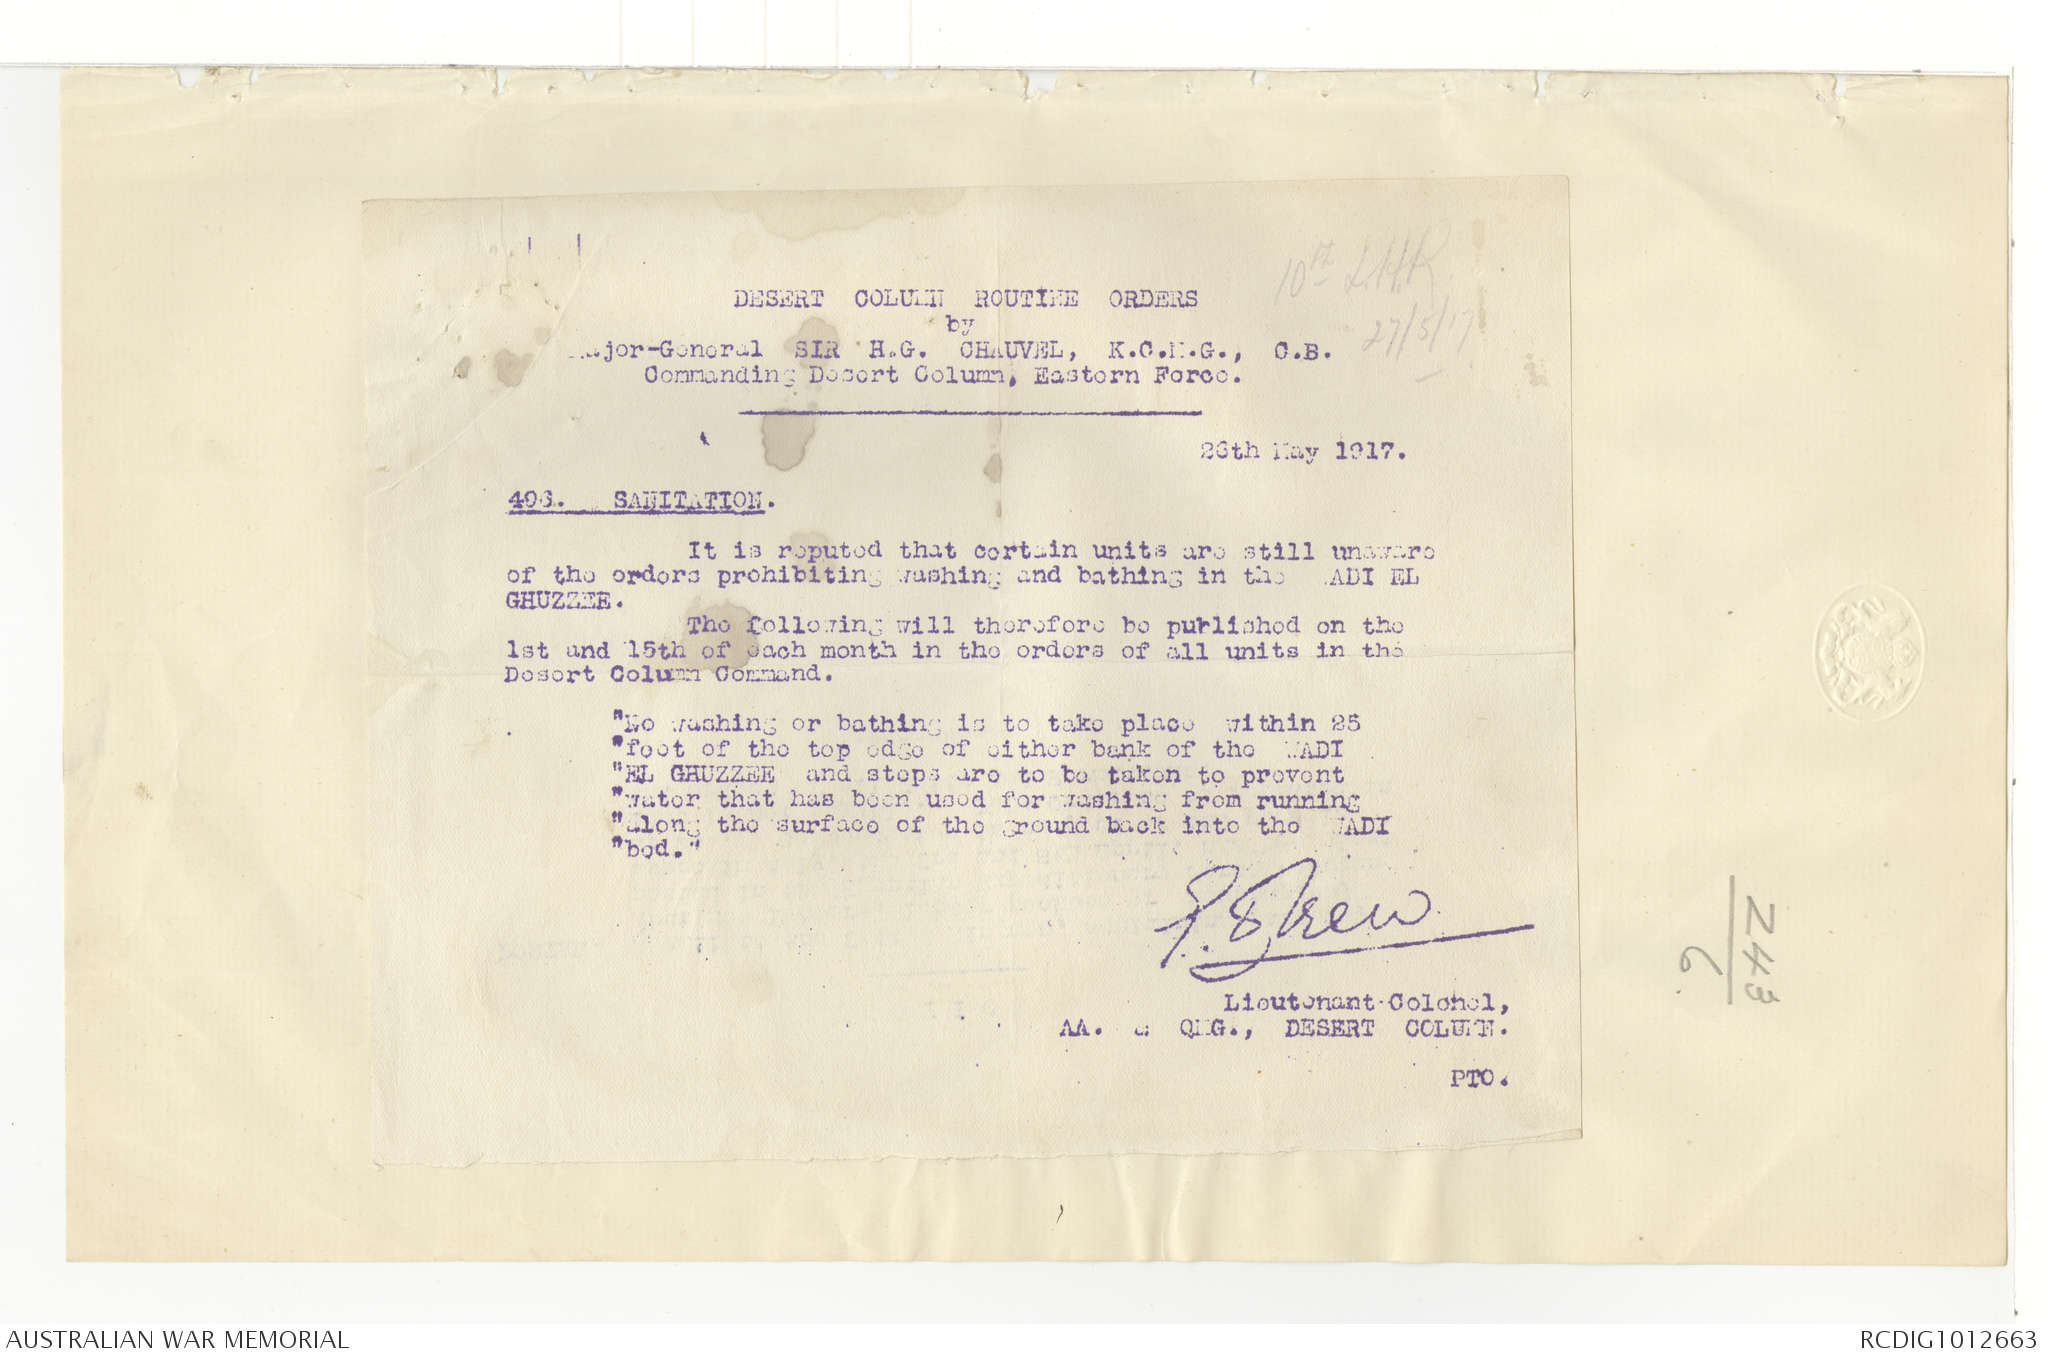 10th L.H.R
27/5/17
DESERT COLUMN ROUTINE ORDERS
by
Major-General SIR H.G. CHAUVEL, K.C.M.G., C.B.
Commanding Desert Column, Eastern Force.
26th May 1917.
496. SANITATION.
It is reputed that certain units are still unaware
of the orders prohibiting washing and bathing in the WADI EL
GHUZZEE.
The following will therefore be published on the
1st and 15th of each month in the orders of all units in the
Desert Column Command.
"No washing or bathing is to take place within 25
"feet of the top edge of either bank of the WADI
"EL GHUZZEE and steps are to be taken to prevent
"water that has been used for washing from running
"along the surface of the ground back into the WADI
"bed."
Lieutenant-Colonel,
AA. & QMG., DESERT COLUMN.
PTO.
243
6
AUSTRALIAN WAR MEMORIAL
RCDIG1012663